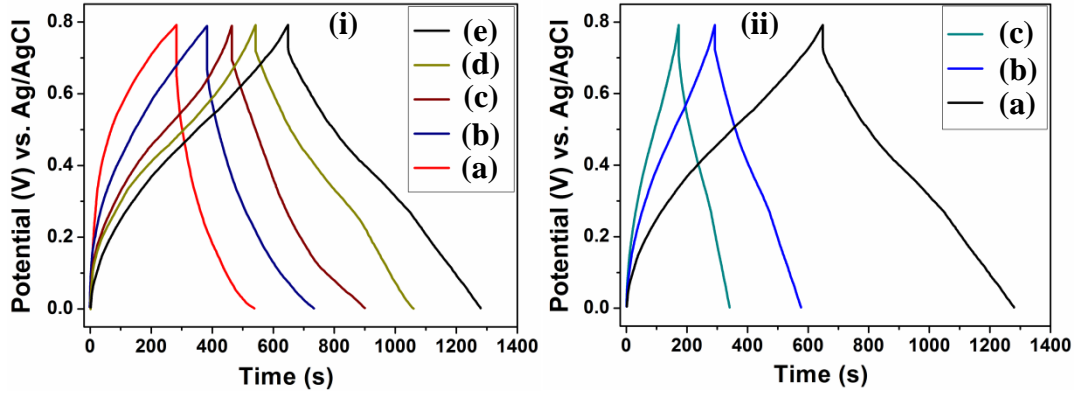 (i)
(e)
(d)
(c)
(b)
(a)
Potential (V) vs. Ag/AgCl
0.8
0.6
0.4
0.2
0.0
0 200 400 600 800 1000 1200 1400
Time (s)
(ii)
(c)
(b)
(a)
Potential (V) vs. Ag/AgCl
0.8
0.6
0.4
0.2
0.0
0 200 400 600 800 1000 1200 1400
Time (s)